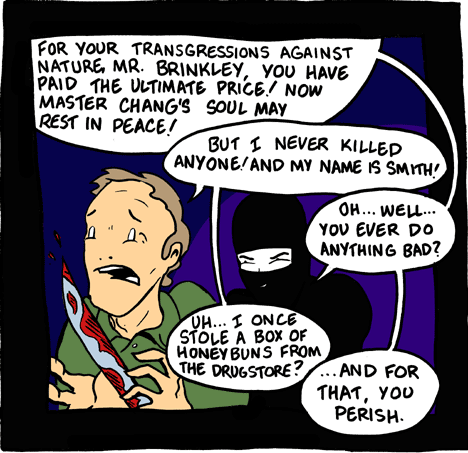 FOR YOUR TRANSGRESSIONS AGAINST
NATURE, MR. BRINKLEY, YOU HAVE
PAID THE ULTIMATE PRICE! NOW
MASTER CHANG'S SOUL MAY
REST IN PEACE!
BUT I NEVER KILLED
ANYONE! AND MY NAME IS SMITH!
OH... WELL...
YOU EVER DO
ANYTHING BAD?
UH... I ONCE
STOLE A BOX OF
HONEYBUNS FROM
THE DRUGSTORE?
...AND FOR
THAT, YOU
PERISH.